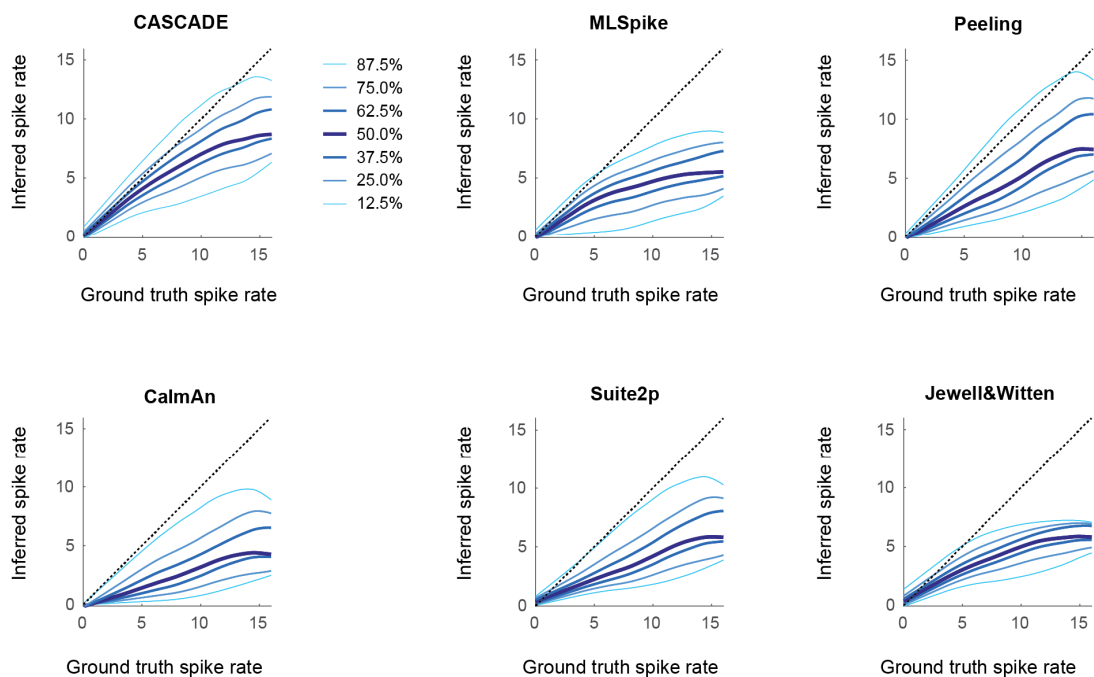 CASCADE
Inferred spike rate
15
10
5
0
0 5 10 15
Ground truth spike rate
87.5%
75.0%
62.5%
50.0%
37.5%
25.0%
12.5%
MLSpike
Inferred spike rate
15
10
5
0
0 5 10 15
Ground truth spike rate
Peeling
Inferred spike rate
15
10
5
0
0 5 10 15
Ground truth spike rate
CaImAn
Inferred spike rate
15
10
5
0
0 5 10 15
Ground truth spike rate
Suite2p
Inferred spike rate
15
10
5
0
0 5 10 15
Ground truth spike rate
Jewell&Witten
Inferred spike rate
15
10
5
0
0 5 10 15
Ground truth spike rate